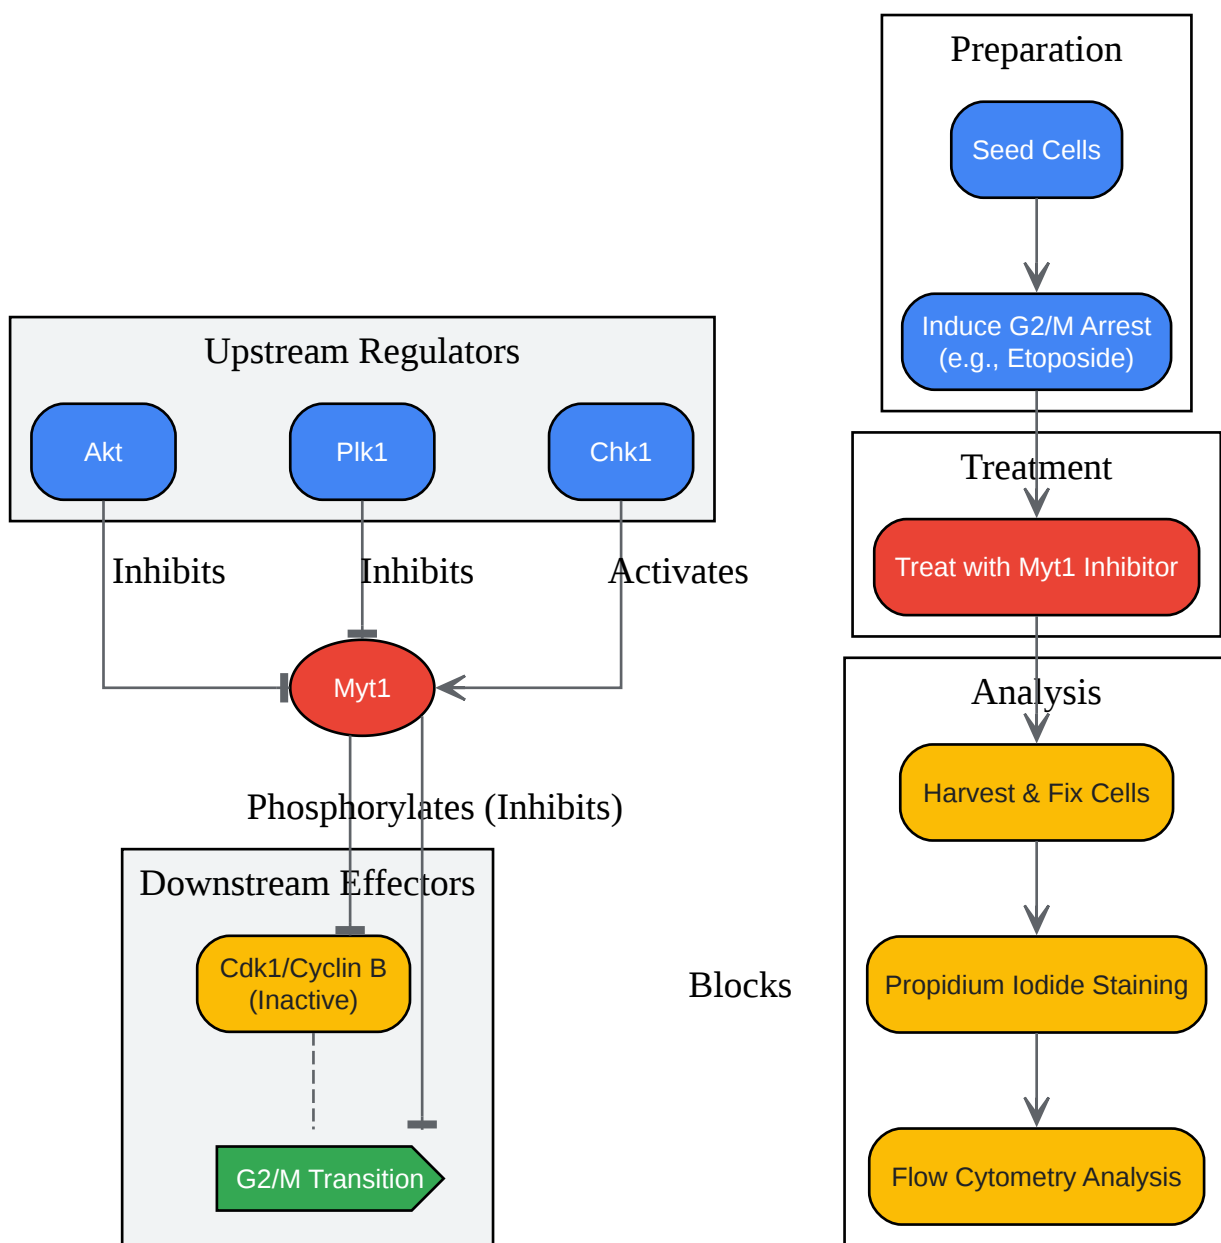 Upstream Regulators
Akt
Plk1
Chk1
Inhibits
Inhibits
Activates
Myt1
Phosphorylates (Inhibits)
Downstream Effectors
Cdk1/Cyclin B
(Inactive)
Blocks
G2/M Transition
Preparation
Seed Cells
Induce G2/M Arrest
(e.g., Etoposide)
Treatment
Treat with Myt1 Inhibitor
Analysis
Harvest & Fix Cells
Propidium Iodide Staining
Flow Cytometry Analysis